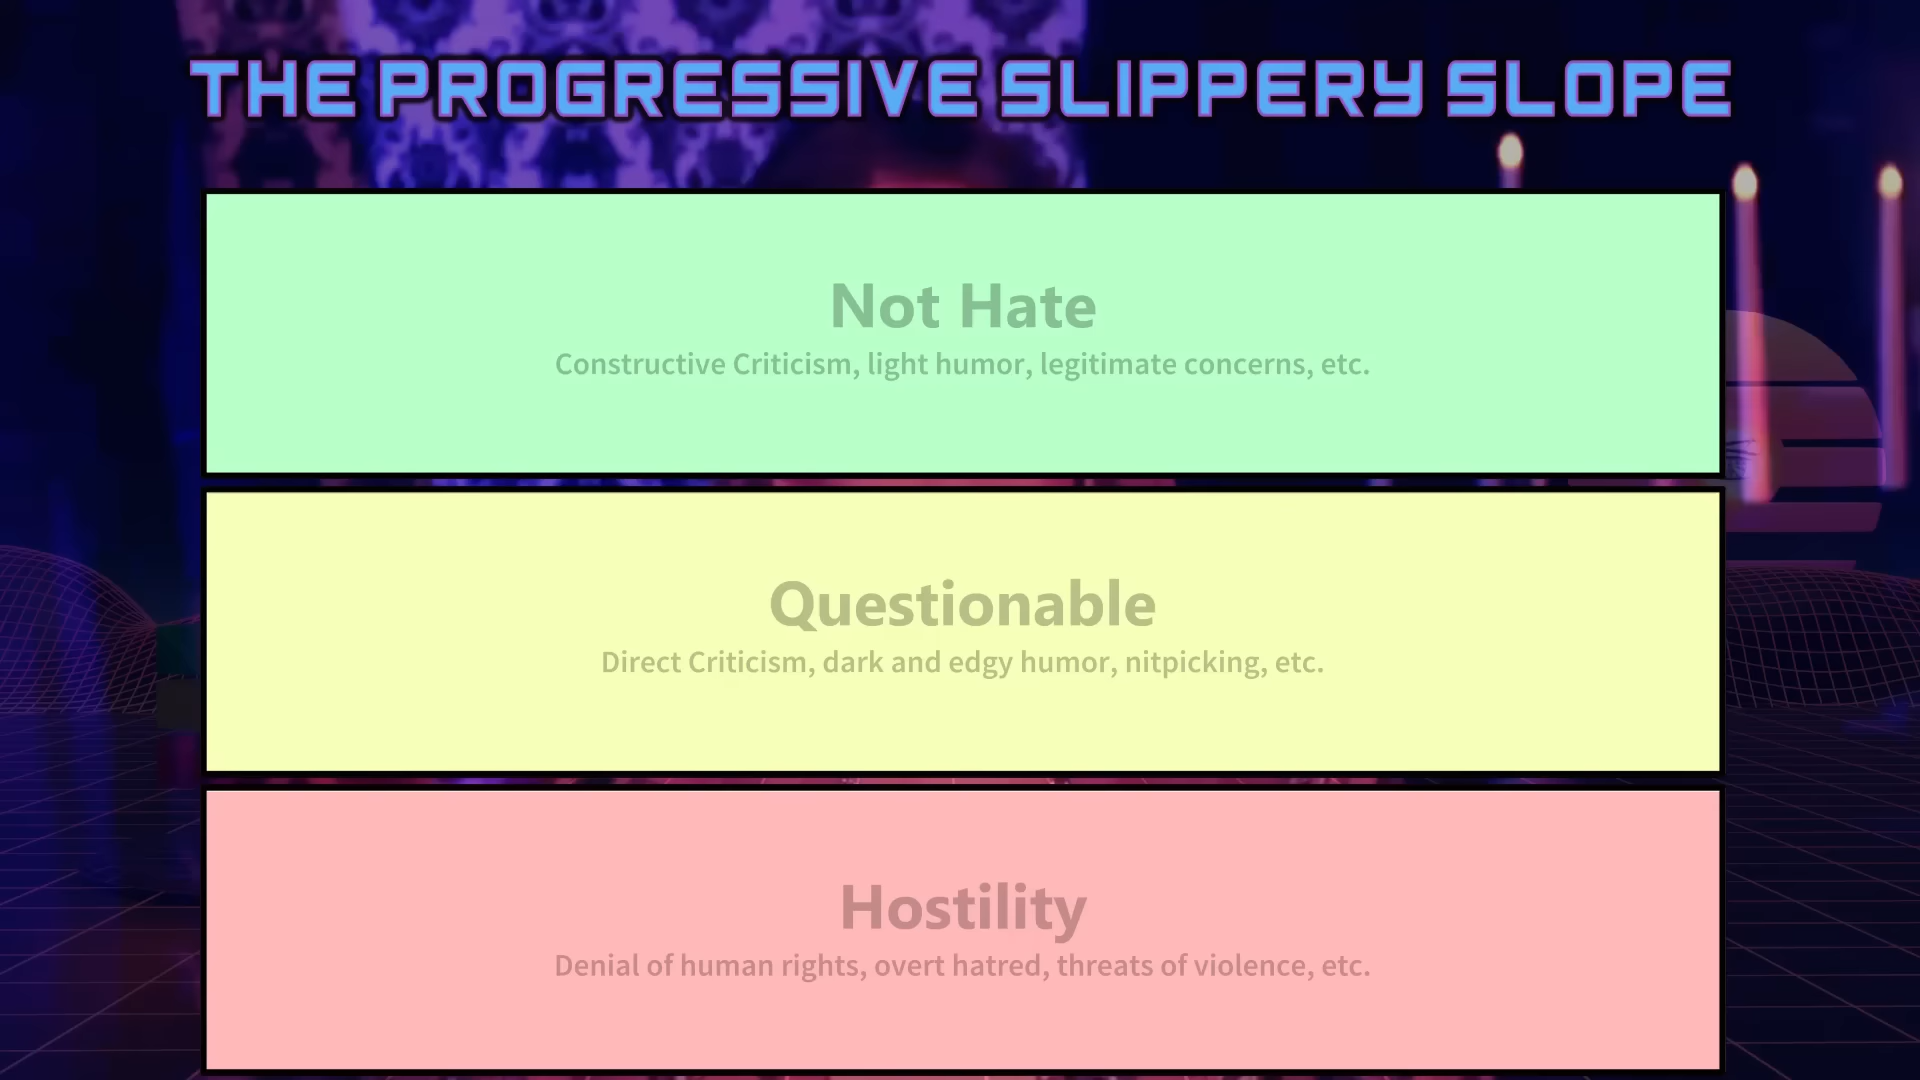 THE PROGRESSIVE SLIPPERY SLOPE
Not Hate
Constructive Criticism, light humor, legitimate concerns, etc.
Questionable
Direct Criticism, dark and edgy humor, nitpicking, etc.
Hostility
Denial of human rights, overt hatred, threats of violence, etc.